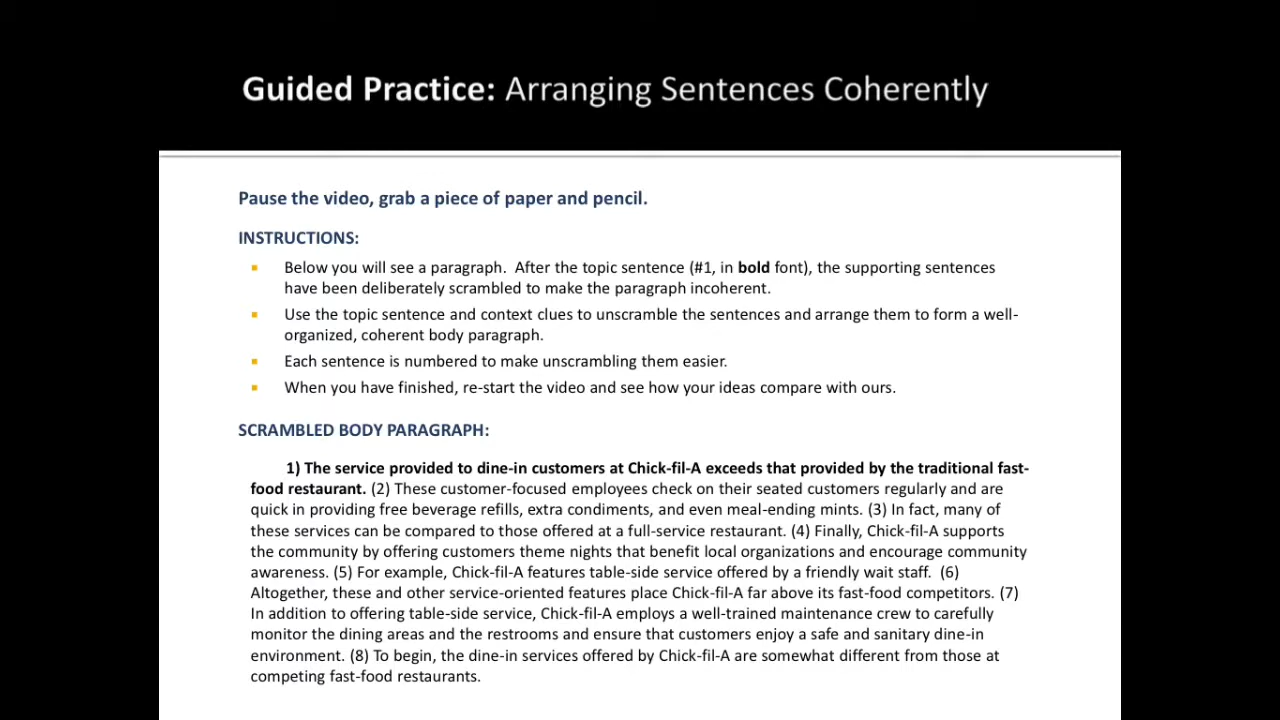 Guided Practice: Arranging Sentences Coherently
Pause the video, grab a piece of paper and pencil.
INSTRUCTIONS:
Below you will see a paragraph.  After the topic sentence (#1, in bold font), the supporting sentences
have been deliberately scrambled to make the paragraph incoherent.
Use the topic sentence and context clues to unscramble the sentences and arrange them to form a well-
organized, coherent body paragraph.
Each sentence is numbered to make unscrambling them easier.
When you have finished, re-start the video and see how your ideas compare with ours.
SCRAMBLED BODY PARAGRAPH:
1) The service provided to dine-in customers at Chick-fil-A exceeds that provided by the traditional fast-
food restaurant. (2) These customer-focused employees check on their seated customers regularly and are
quick in providing free beverage refills, extra condiments, and even meal-ending mints. (3) In fact, many of
these services can be compared to those offered at a full-service restaurant. (4) Finally, Chick-fil-A supports
the community by offering customers theme nights that benefit local organizations and encourage community
awareness. (5) For example, Chick-fil-A features table-side service offered by a friendly wait staff.  (6)
Altogether, these and other service-oriented features place Chick-fil-A far above its fast-food competitors. (7)
In addition to offering table-side service, Chick-fil-A employs a well-trained maintenance crew to carefully
monitor the dining areas and the restrooms and ensure that customers enjoy a safe and sanitary dine-in
environment. (8) To begin, the dine-in services offered by Chick-fil-A are somewhat different from those at
competing fast-food restaurants.